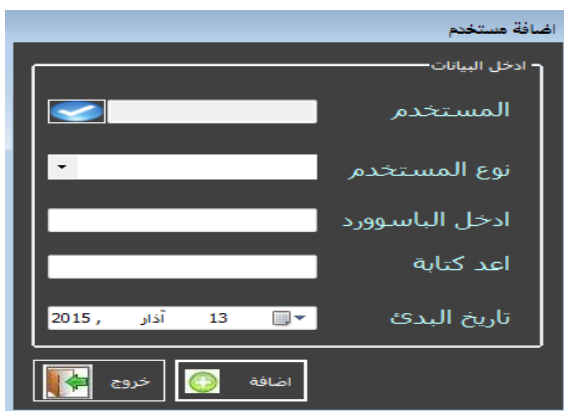 اضافة مستخدم
ادخل البيانات
المستخدم
نوع المستخدم
ادخل الباسوورد
اعد كتابة
تاريخ البدئ
13 آذار , 2015
اضافة
خروج